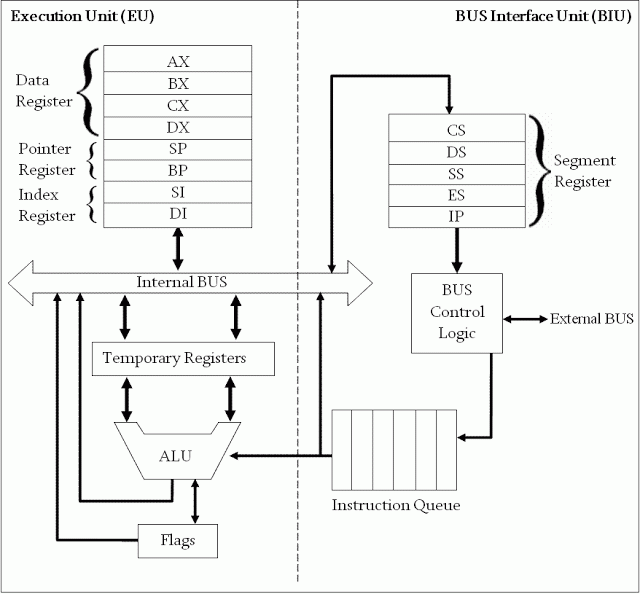 Execution Unit (EU)
BUS Interface Unit (BIU)
Data
Register
AX
BX
CX
DX
Pointer
Register
SP
BP
Index
Register
SI
DI
CS
DS
SS
ES
IP
Segment
Register
Internal BUS
BUS
Control
Logic
External BUS
Temporary Registers
ALU
Instruction Queue
Flags